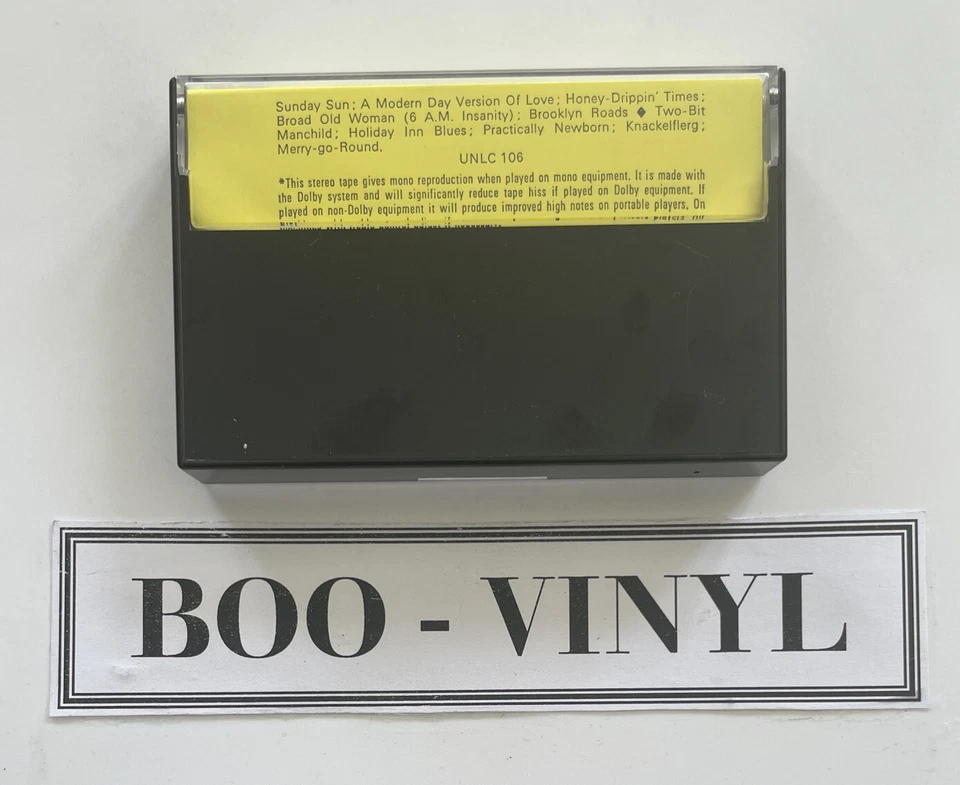 Sunday Sun; A Modern Day Version Of Love; Honey-Drippin' Times;
Broad Old Woman (6 A.M. Insanity); Brooklyn Roads ◆ Two-Bit
Manchild; Holiday Inn Blues; Practically Newborn; Knackelflerg;
Merry-go-Round.
UNLC 106
*This stereo tape gives mono reproduction when played on mono equipment. It is made with
the Dolby system and will significantly reduce tape hiss if played on Dolby equipment. If
played on non-Dolby equipment it will produce improved high notes on portable players. On
BOO - VINYL